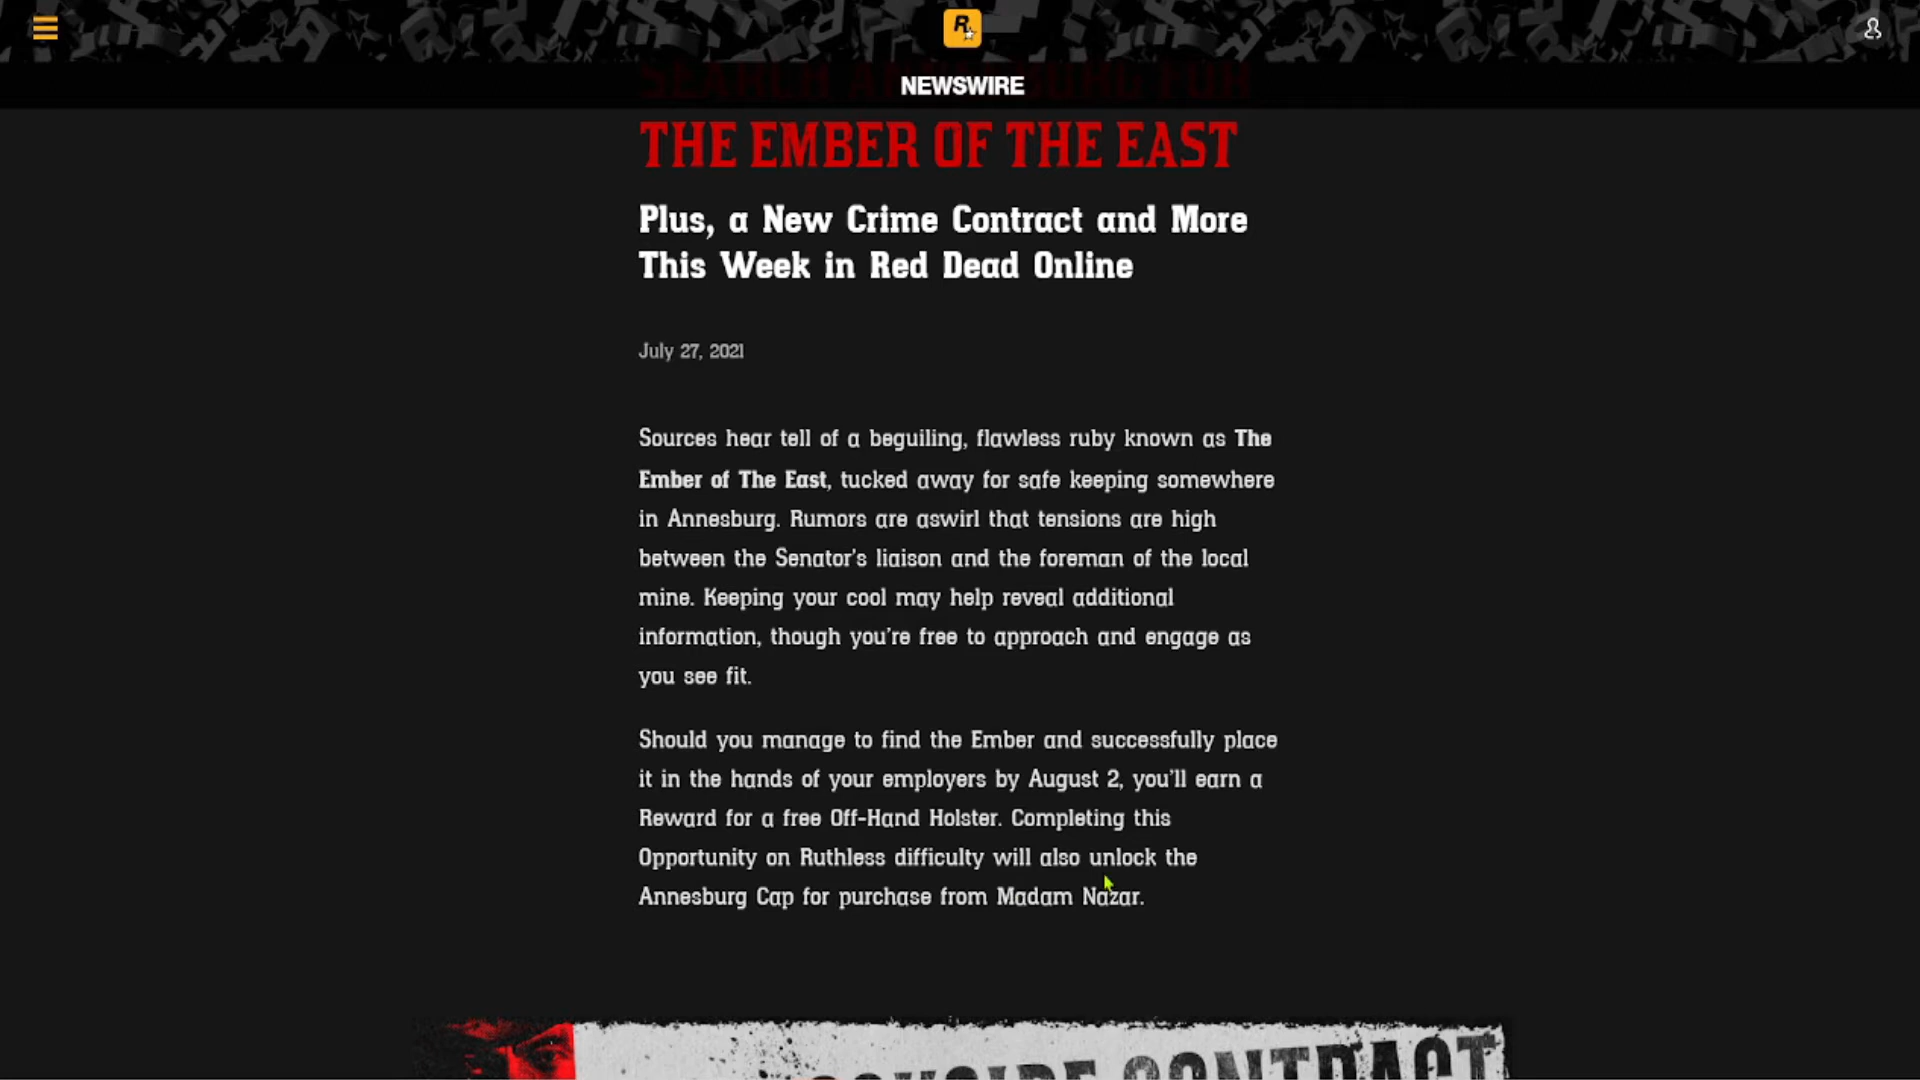 NEWSWIRE
SEARCH ANNESBURG FOR
THE EMBER OF THE EAST
Plus, a New Crime Contract and More
This Week in Red Dead Online
July 27, 2021
Sources hear tell of a beguiling, flawless ruby known as The
Ember of The East, tucked away for safe keeping somewhere
in Annesburg. Rumors are aswirl that tensions are high
between the Senator's liaison and the foreman of the local
mine. Keeping your cool may help reveal additional
information, though you're free to approach and engage as
you see fit.
Should you manage to find the Ember and successfully place
it in the hands of your employers by August 2, you'll earn a
Reward for a free Off-Hand Holster. Completing this
Opportunity on Ruthless difficulty will also unlock the
Annesburg Cap for purchase from Madam Nazar.
CONTRACT